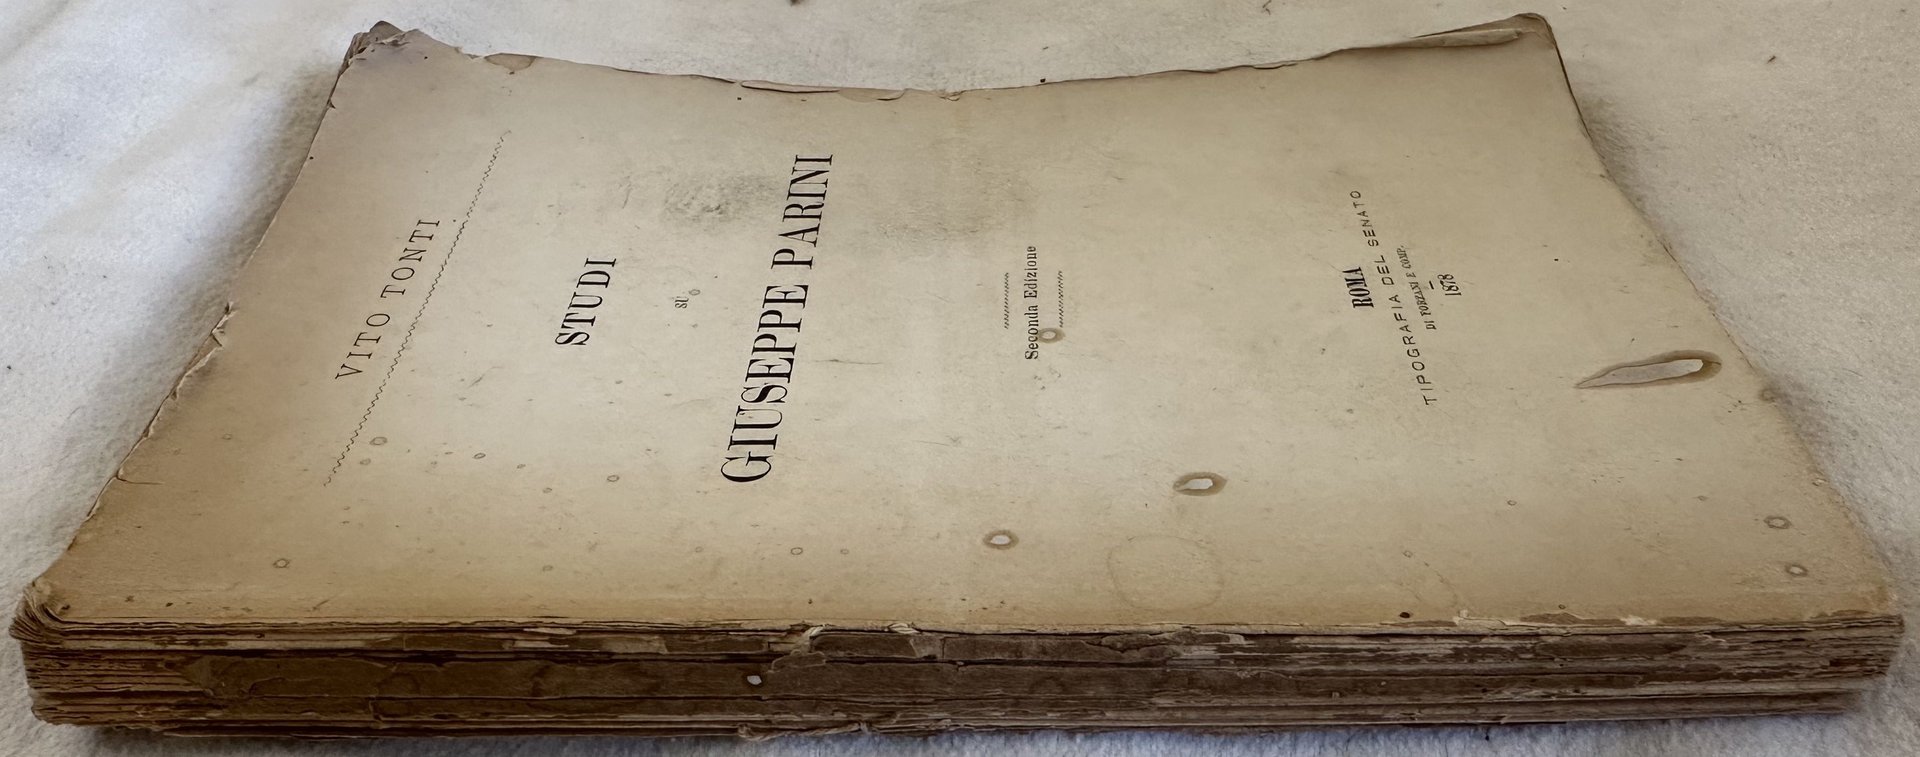 VITO TONTI
STUDI
SU
GIUSEPPE PARINI
Seconda Edizione
ROMA
TIPOGRAFIA DEL SENATO
DI FORZANI E COMP.
1878